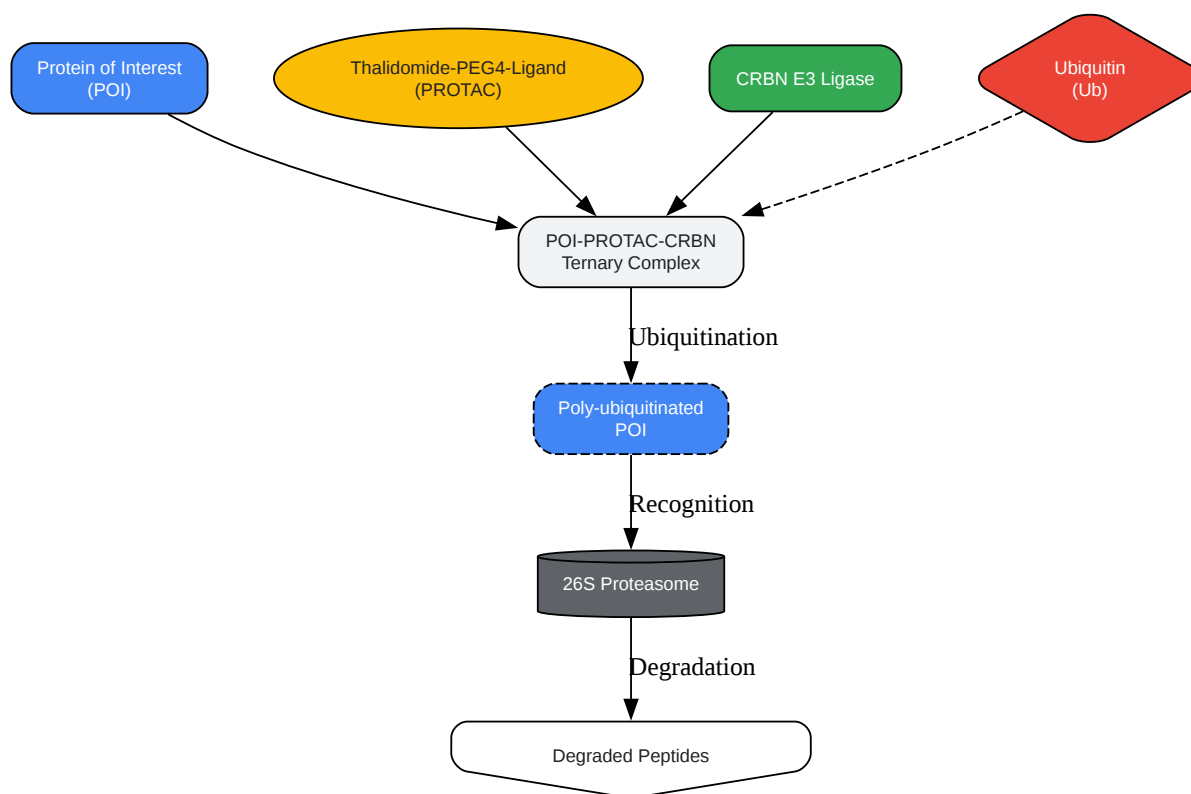 Protein of Interest
(POI)
Thalidomide-PEG4-Ligand
(PROTAC)
CRBN E3 Ligase
Ubiquitin
(Ub)
POI-PROTAC-CRBN
Ternary Complex
Ubiquitination
Poly-ubiquitinated
POI
Recognition
26S Proteasome
Degradation
Degraded Peptides